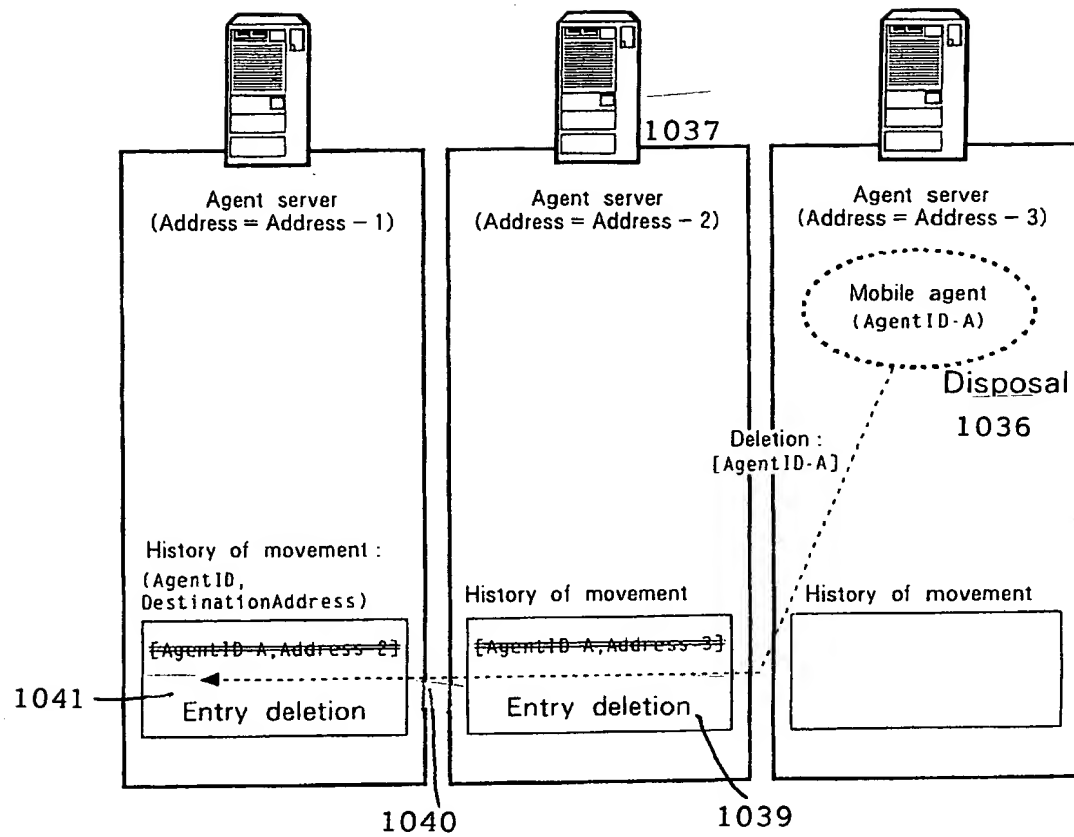 1037
Agent server
(Address = Address - 1)
Agent server
(Address = Address - 2)
Agent server
(Address = Address - 3)
Mobile agent
(AgentID-A)
Disposal
1036
Deletion :
[AgentID-A]
History of movement :
(AgentID,
DestinationAddress)
[AgentID-A,Address-2]
Entry deletion
History of movement
[AgentID-A,Address-3]
Entry deletion
History of movement
1041
1040
1039